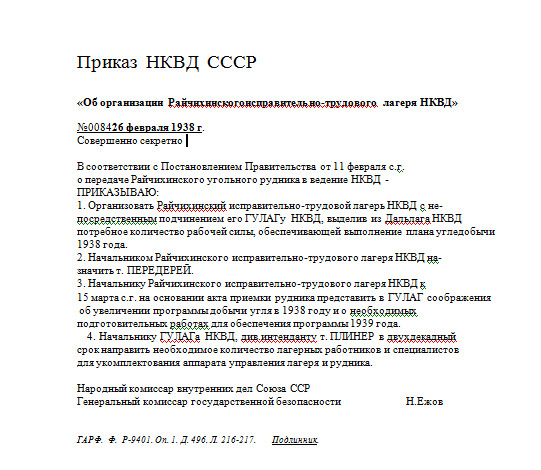 Приказ НКВД СССР
«Об организации Райчихинскогоисправительно-трудового лагеря НКВД»
№008426 февраля 1938 г.
Совершенно секретно
В соответствии с Постановлением Правительства от 11 февраля с.г.
о передаче Райчихинского угольного рудника в ведение НКВД -
ПРИКАЗЫВАЮ:
1. Организовать Райчихинский исправительно-трудовой лагерь НКВД с не-
посредственным подчинением его ГУЛАГу НКВД, выделив из Дальлага НКВД
потребное количество рабочей силы, обеспечивающей выполнение плана угледобычи
1938 года.
2. Начальником Райчихинского исправительно-трудового лагеря НКВД на-
значить т. ПЕРЕДЕРЕЙ.
3. Начальнику Райчихинского исправительно-трудового лагеря НКВД к
15 марта с.г. на основании акта приемки рудника представить в ГУЛАГ соображения
об увеличении программы добычи угля в 1938 году и о необходимых
подготовительных работах для обеспечения программы 1939 года.
4. Начальнику ГУЛАГа НКВД, див.интенданту т. ПЛИНЕР в двухдекадный
срок направить необходимое количество лагерных работников и специалистов
для укомплектования аппарата управления лагеря и рудника.
Народный комиссар внутренних дел Союза ССР
Генеральный комиссар государственной безопасности Н.Ежов
ГАРФ. Ф. Р-9401. Оп. 1. Д. 496. Л. 216-217. Подлинник.